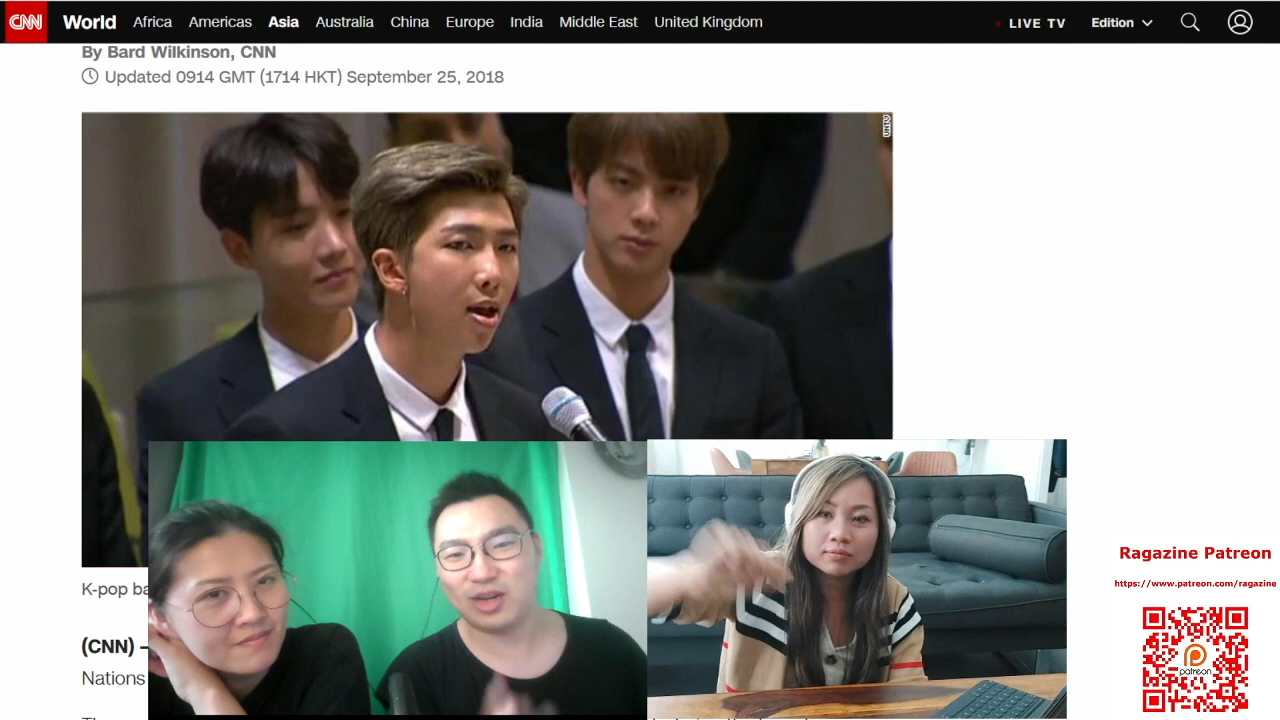 CNN World Africa Americas Asia Australia China Europe India Middle East United Kingdom LIVE TV Edition
By Bard Wilkinson, CNN
Updated 0914 GMT (1714 HKT) September 25, 2018
UNTV
K-pop ba
(CNN) –
Nations
Ragazine Patreon
https://www.patreon.com/ragazine
patreon